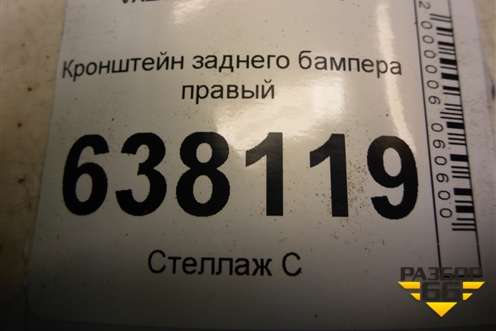 Кронштейн заднего бампера
правый
638119
Стеллаж С
РАЗБОР
66